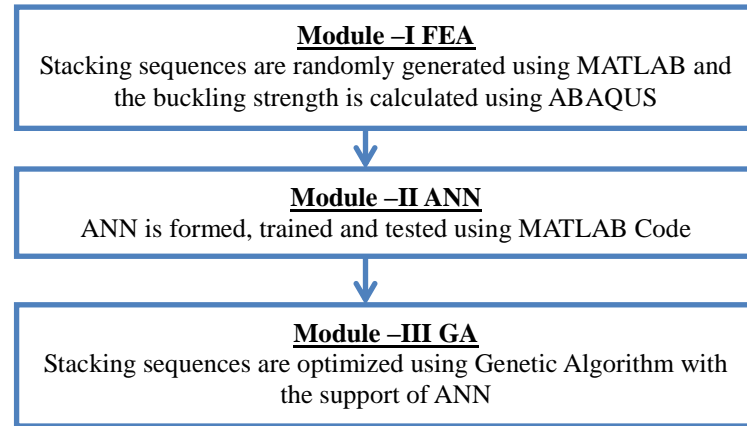 Module –I FEA
Stacking sequences are randomly generated using MATLAB and
the buckling strength is calculated using ABAQUS
Module –II ANN
ANN is formed, trained and tested using MATLAB Code
Module –III GA
Stacking sequences are optimized using Genetic Algorithm with
the support of ANN